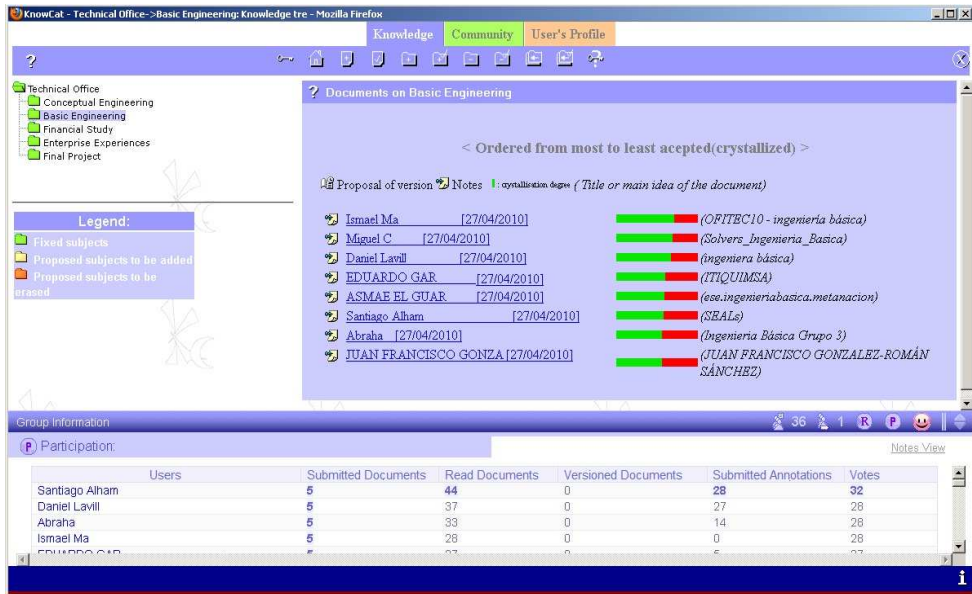 KnowCat - Technical Office->Basic Engineering: Knowledge tre - Mozilla Firefox
Knowledge Community User's Profile
?
Technical Office
Conceptual Engineering
Basic Engineering
Financial Study
Enterprise Experiences
Final Project
Legend:
Fixed subjects
Proposed subjects to be added
Proposed subjects to be
erased
? Documents on Basic Engineering
< Ordered from most to least acepted(crystallized) >
Proposal of version Notes : crystallisation degree ( Title or main idea of the document)
Ismael Ma [27/04/2010] (OFITEC10 - ingeniería básica)
Miguel C [27/04/2010] (Solvers_Ingenieria_Basica)
Daniel Lavill [27/04/2010] (ingeniera básica)
EDUARDO GAR [27/04/2010] (ITIQUIMSA)
ASMAE EL GUAR [27/04/2010] (ese.ingenieriabasica.metanacion)
Santiago Alham [27/04/2010] (SEALs)
Abraha [27/04/2010] (Ingenieria Básica Grupo 3)
JUAN FRANCISCO GONZA [27/04/2010] (JUAN FRANCISCO GONZALEZ-ROMÁN
SÁNCHEZ)
Group Information 36 1 R P
P Participation: Notes View
Users Submitted Documents Read Documents Versioned Documents Submitted Annotations Votes
Santiago Alham 5 44 0 28 32
Daniel Lavill 5 37 0 27 28
Abraha 5 33 0 14 28
Ismael Ma 5 28 0 0 28
EDUARDO GAR 5 27 0 5 27
i